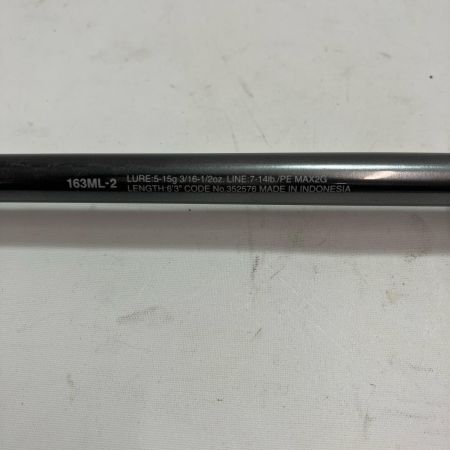 163ML-2
LURE:5-15g 3/16-1/2oz. LINE:7-14lb./PE MAX2G
LENGTH:6'3" CODE No.352576 MADE IN INDONESIA